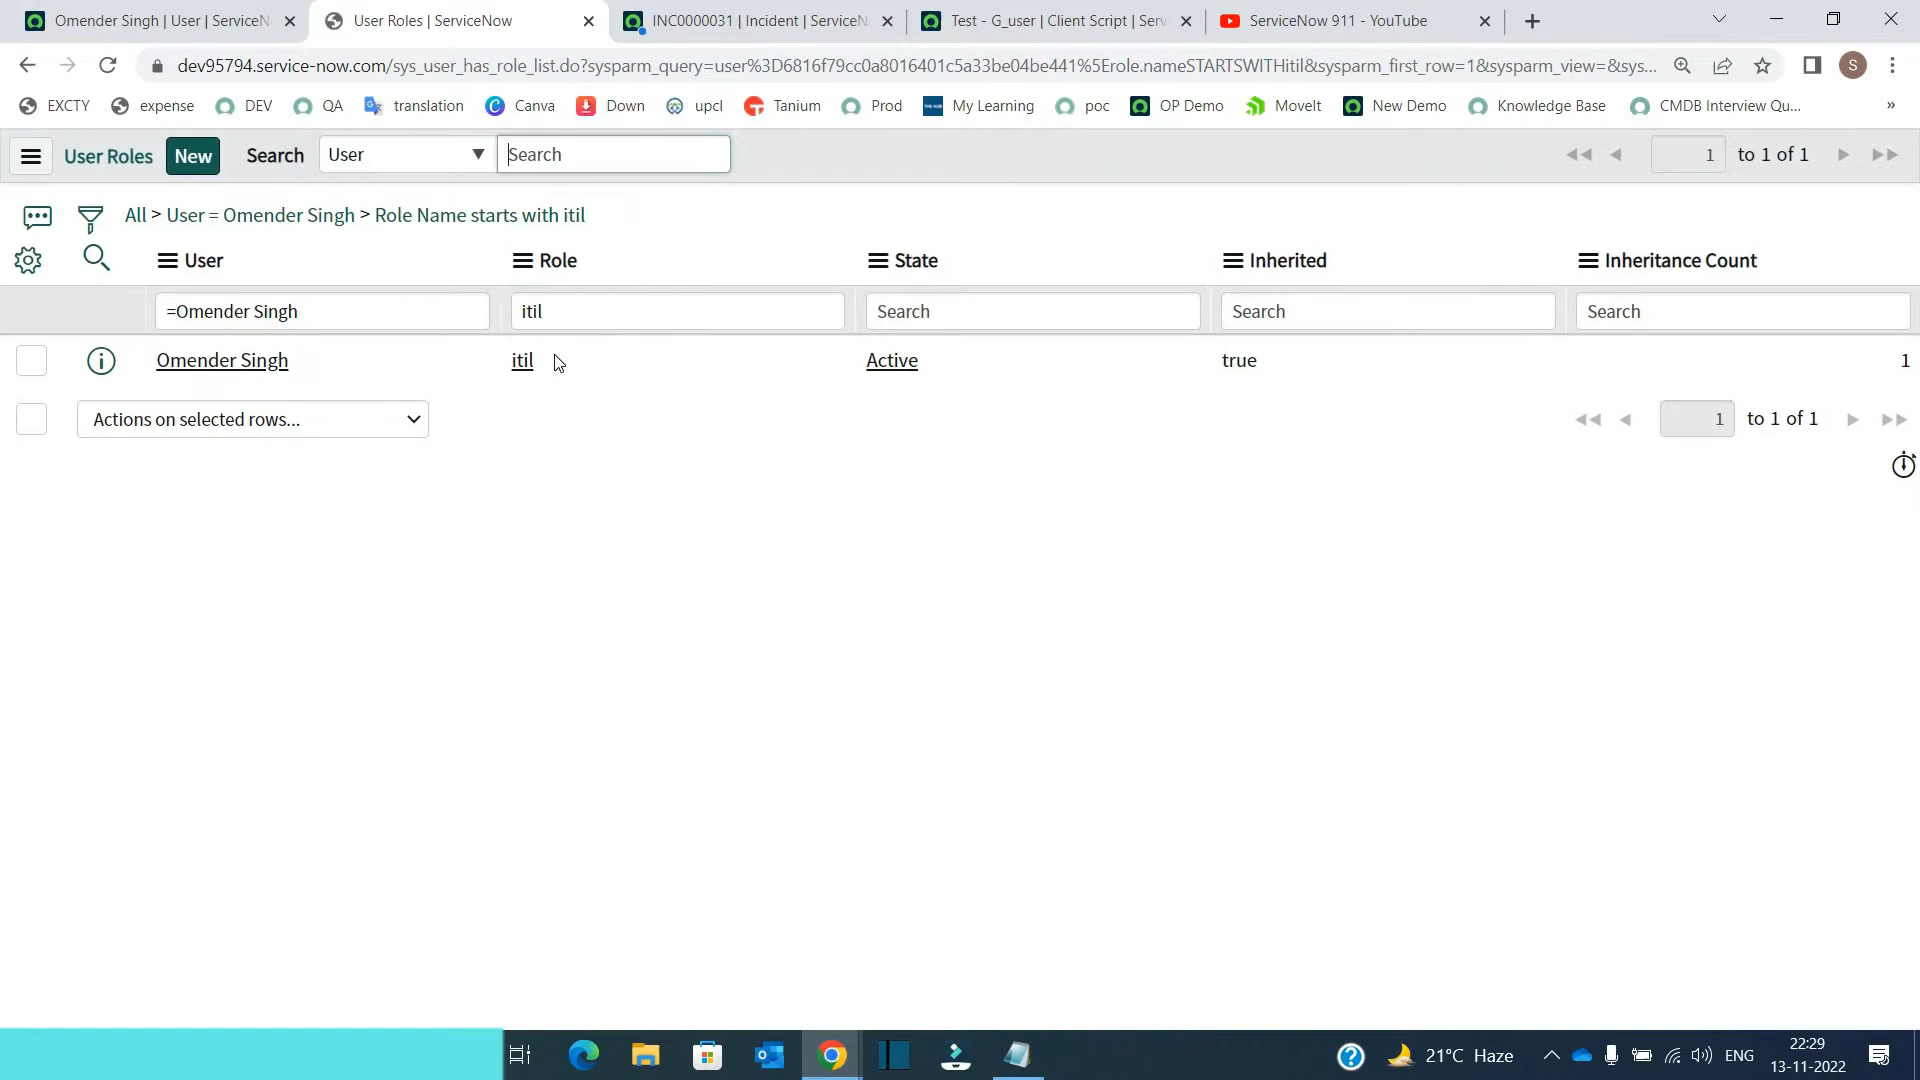 Omender Singh | User | ServiceN
User Roles | ServiceNow
INC0000031 | Incident | ServiceN
Test - G_user | Client Script | Serv
ServiceNow 911 - YouTube
dev95794.service-now.com/sys_user_has_role_list.do?sysparm_query=user%3D6816f79cc0a8016401c5a33be04be441%5Erole.nameSTARTSWITHitil&sysparm_first_row=1&sysparm_view=&sys...
S
EXCTY expense DEV QA translation Canva Down upcl Tanium Prod My Learning poc OP Demo MoveIt New Demo Knowledge Base CMDB Interview Qu... »
User Roles New Search User Search 1 to 1 of 1
All > User = Omender Singh > Role Name starts with itil
User Role State Inherited Inheritance Count
=Omender Singh itil Search Search Search
Omender Singh itil Active true 1
Actions on selected rows... 1 to 1 of 1
21°C Haze ENG 22:29
13-11-2022